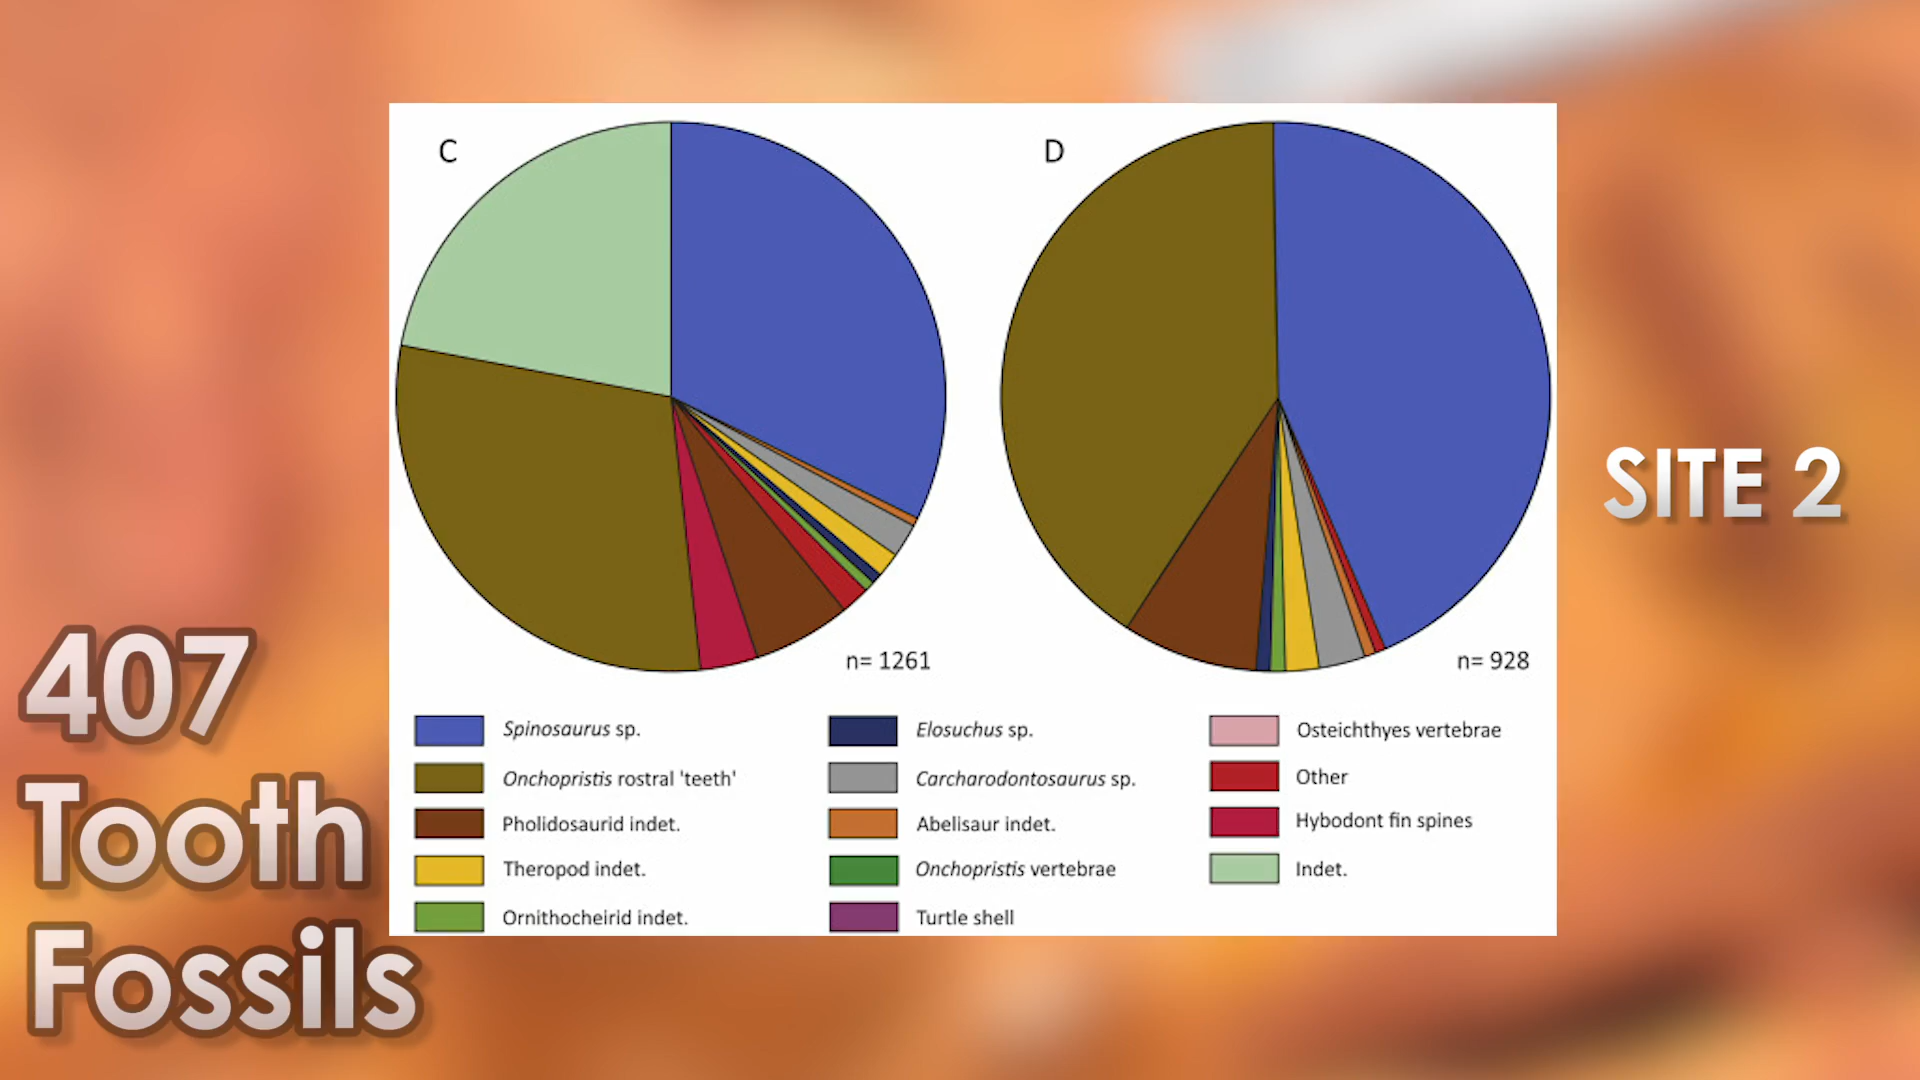 C
D
SITE 2
407
Tooth
Fossils
n= 1261
n= 928
Spinosaurus sp.
Onchopristis rostral 'teeth'
Pholidosaurid indet.
Theropod indet.
Ornithocheirid indet.
Elosuchus sp.
Carcharodontosaurus sp.
Abelisaur indet.
Onchopristis vertebrae
Turtle shell
Osteichthyes vertebrae
Other
Hybodont fin spines
Indet.